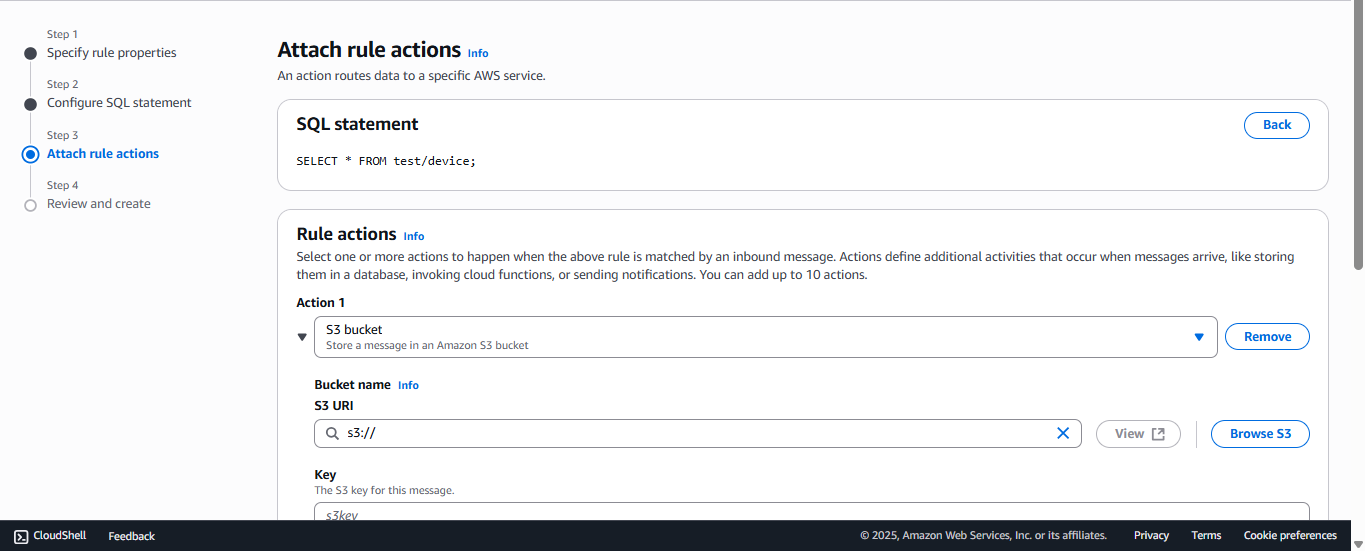 Step 1
Specify rule properties
Step 2
Configure SQL statement
Step 3
Attach rule actions
Step 4
Review and create
Attach rule actions Info
An action routes data to a specific AWS service.
SQL statement
Back
SELECT * FROM test/device;
Rule actions Info
Select one or more actions to happen when the above rule is matched by an inbound message. Actions define additional activities that occur when messages arrive, like storing
them in a database, invoking cloud functions, or sending notifications. You can add up to 10 actions.
Action 1
S3 bucket
Store a message in an Amazon S3 bucket
Remove
Bucket name Info
S3 URI
s3://
View
Browse S3
Key
The S3 key for this message.
s3key
CloudShell Feedback © 2025, Amazon Web Services, Inc. or its affiliates. Privacy Terms Cookie preferences